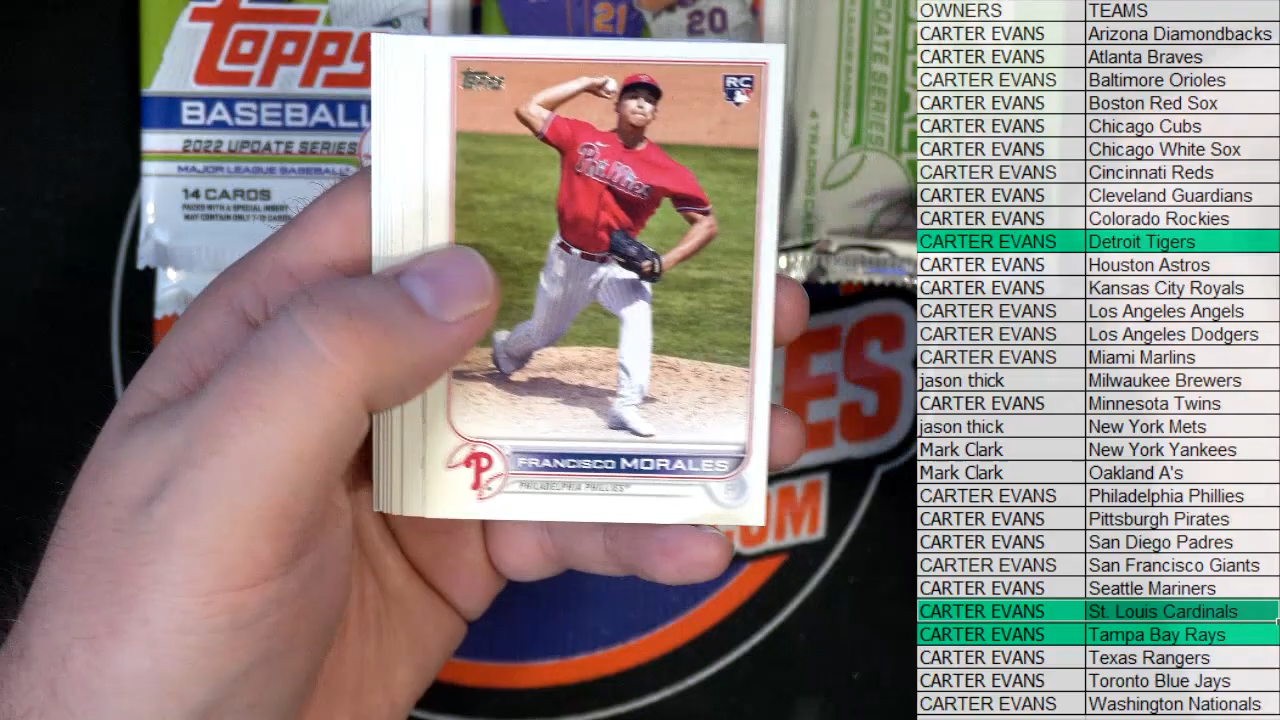 21
20
TOPPS
BASEBALL
2022 UPDATE SERIES
MAJOR LEAGUE BASEBALL
14 CARDS
PACKED WITH A SPECIAL INSERT
MAY CONTAIN ONLY 7-13 CARDS
UPDATE SERIES
Topps
RC
Phillies
P
FRANCISCO MORALES
PHILADELPHIA PHILLIES
ES
.COM
OWNERS TEAMS
CARTER EVANS Arizona Diamondbacks
CARTER EVANS Atlanta Braves
CARTER EVANS Baltimore Orioles
CARTER EVANS Boston Red Sox
CARTER EVANS Chicago Cubs
CARTER EVANS Chicago White Sox
CARTER EVANS Cincinnati Reds
CARTER EVANS Cleveland Guardians
CARTER EVANS Colorado Rockies
CARTER EVANS Detroit Tigers
CARTER EVANS Houston Astros
CARTER EVANS Kansas City Royals
CARTER EVANS Los Angeles Angels
CARTER EVANS Los Angeles Dodgers
CARTER EVANS Miami Marlins
jason thick Milwaukee Brewers
CARTER EVANS Minnesota Twins
jason thick New York Mets
Mark Clark New York Yankees
Mark Clark Oakland A's
CARTER EVANS Philadelphia Phillies
CARTER EVANS Pittsburgh Pirates
CARTER EVANS San Diego Padres
CARTER EVANS San Francisco Giants
CARTER EVANS Seattle Mariners
CARTER EVANS St. Louis Cardinals
CARTER EVANS Tampa Bay Rays
CARTER EVANS Texas Rangers
CARTER EVANS Toronto Blue Jays
CARTER EVANS Washington Nationals